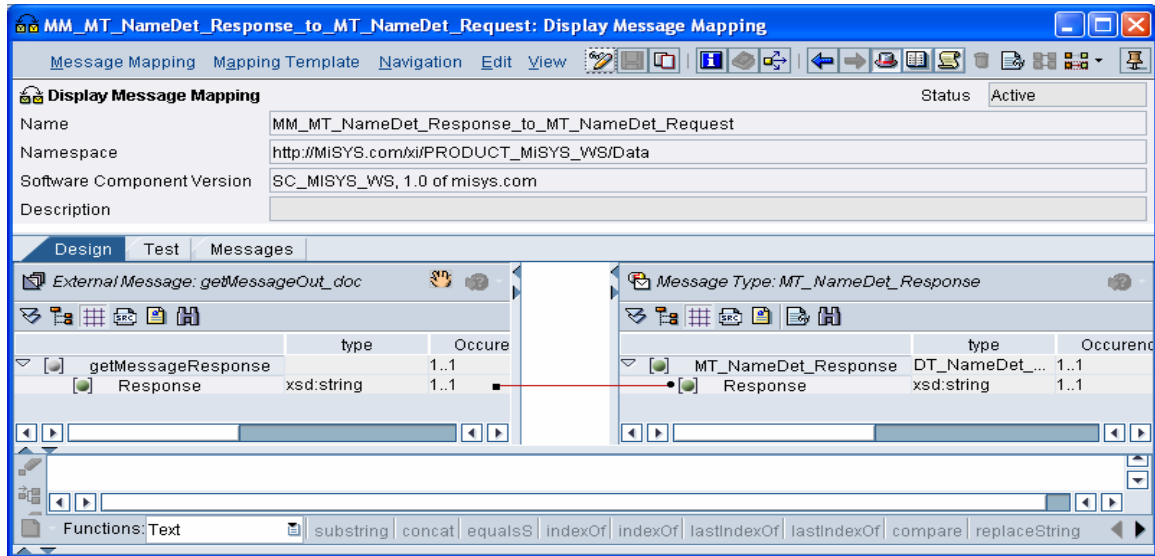 MM_MT_NameDet_Response_to_MT_NameDet_Request: Display Message Mapping
Message Mapping Mapping Template Navigation Edit View
Display Message Mapping Status Active
Name MM_MT_NameDet_Response_to_MT_NameDet_Request
Namespace http://MiSYS.com/xi/PRODUCT_MiSYS_WS/Data
Software Component Version SC_MISYS_WS, 1.0 of misys.com
Description
Design Test Messages
External Message: getMessageOut_doc Message Type: MT_NameDet_Response
SRC SRC
type Occure type Occurenc
getMessageResponse 1..1 MT_NameDet_Response DT_NameDet_... 1..1
Response xsd:string 1..1 Response xsd:string 1..1
Functions: Text substring concat equalsS indexOf indexOf lastIndexOf lastIndexOf compare replaceString